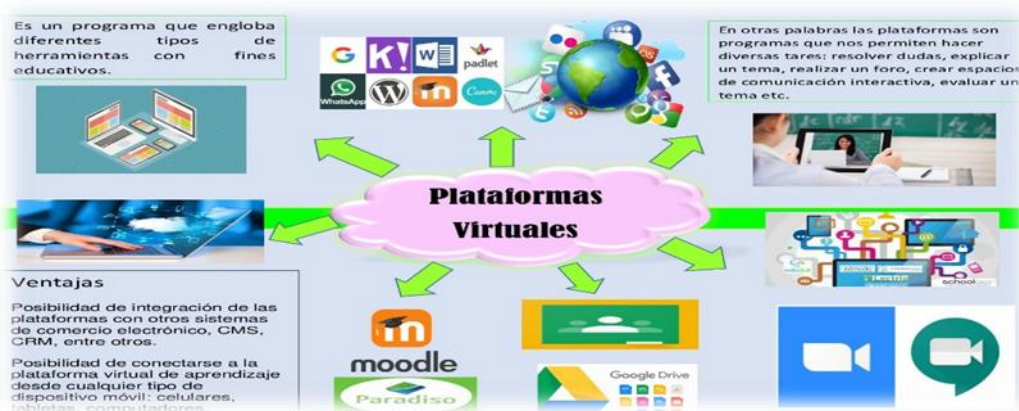 Es un programa que engloba
diferentes tipos de
herramientas con fines
educativos.
K!
W
padlet
WhatsApp
Canva
En otras palabras las plataformas son
programas que nos permiten hacer
diversas tares: resolver dudas, explicar
un tema, realizar un foro, crear espacios
de comunicación interactiva, evaluar un
tema etc.
Plataformas
Virtuales
Ventajas
Posibilidad de integración de las
plataformas con otros sistemas
de comercio electrónico, CMS,
CRM, entre otros.
Posibilidad de conectarse a la
plataforma virtual de aprendizaje
desde cualquier tipo de
dispositivo móvil: celulares,
tabletas, computadores
moodle
Paradiso
Google Drive